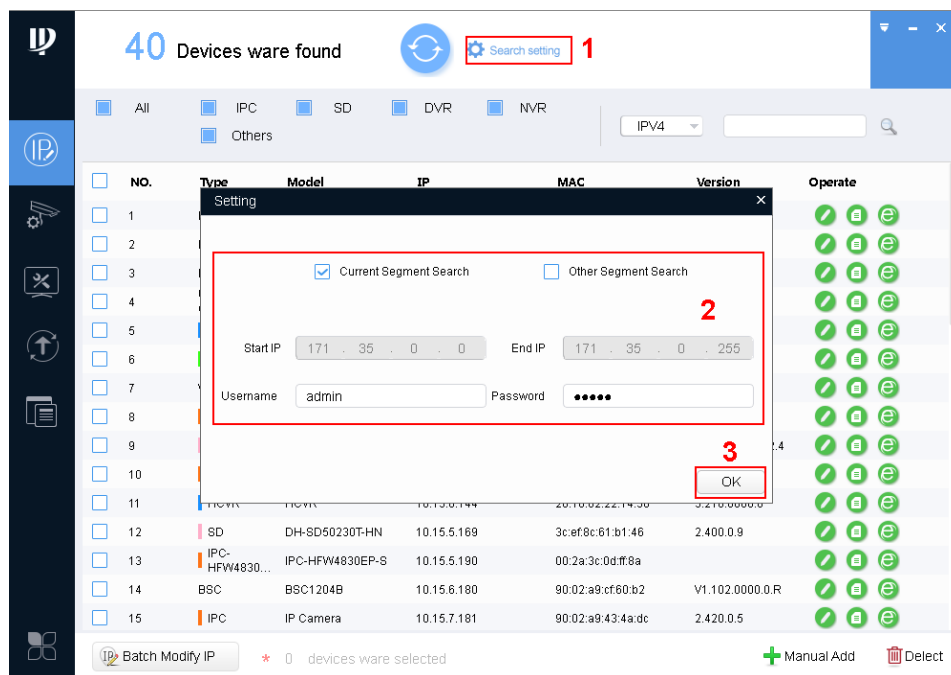 40 Devices ware found
Search setting 1
All IPC SD DVR NVR
Others
IPV4
NO. Type Model IP MAC Version Operate
Setting ×
1
2
3
4
5
6
7
8
9
10
11
Current Segment Search Other Segment Search
2
Start IP 171 . 35 . 0 . 0 End IP 171 . 35 . 0 . 255
Username admin Password •••••
3
OK
12 SD DH-SD50230T-HN 10.15.5.169 3c:ef:8c:61:b1:46 2.400.0.9
13 IPC-HFW4830... IPC-HFW4830EP-S 10.15.5.190 00:2a:3c:0d:ff:8a
14 BSC BSC1204B 10.15.6.180 90:02:a9:cf:60:b2 V1.102.0000.0.R
15 IPC IP Camera 10.15.7.181 90:02:a9:43:4a:dc 2.420.0.5
IP Batch Modify IP * 0 devices ware selected Manual Add Delect